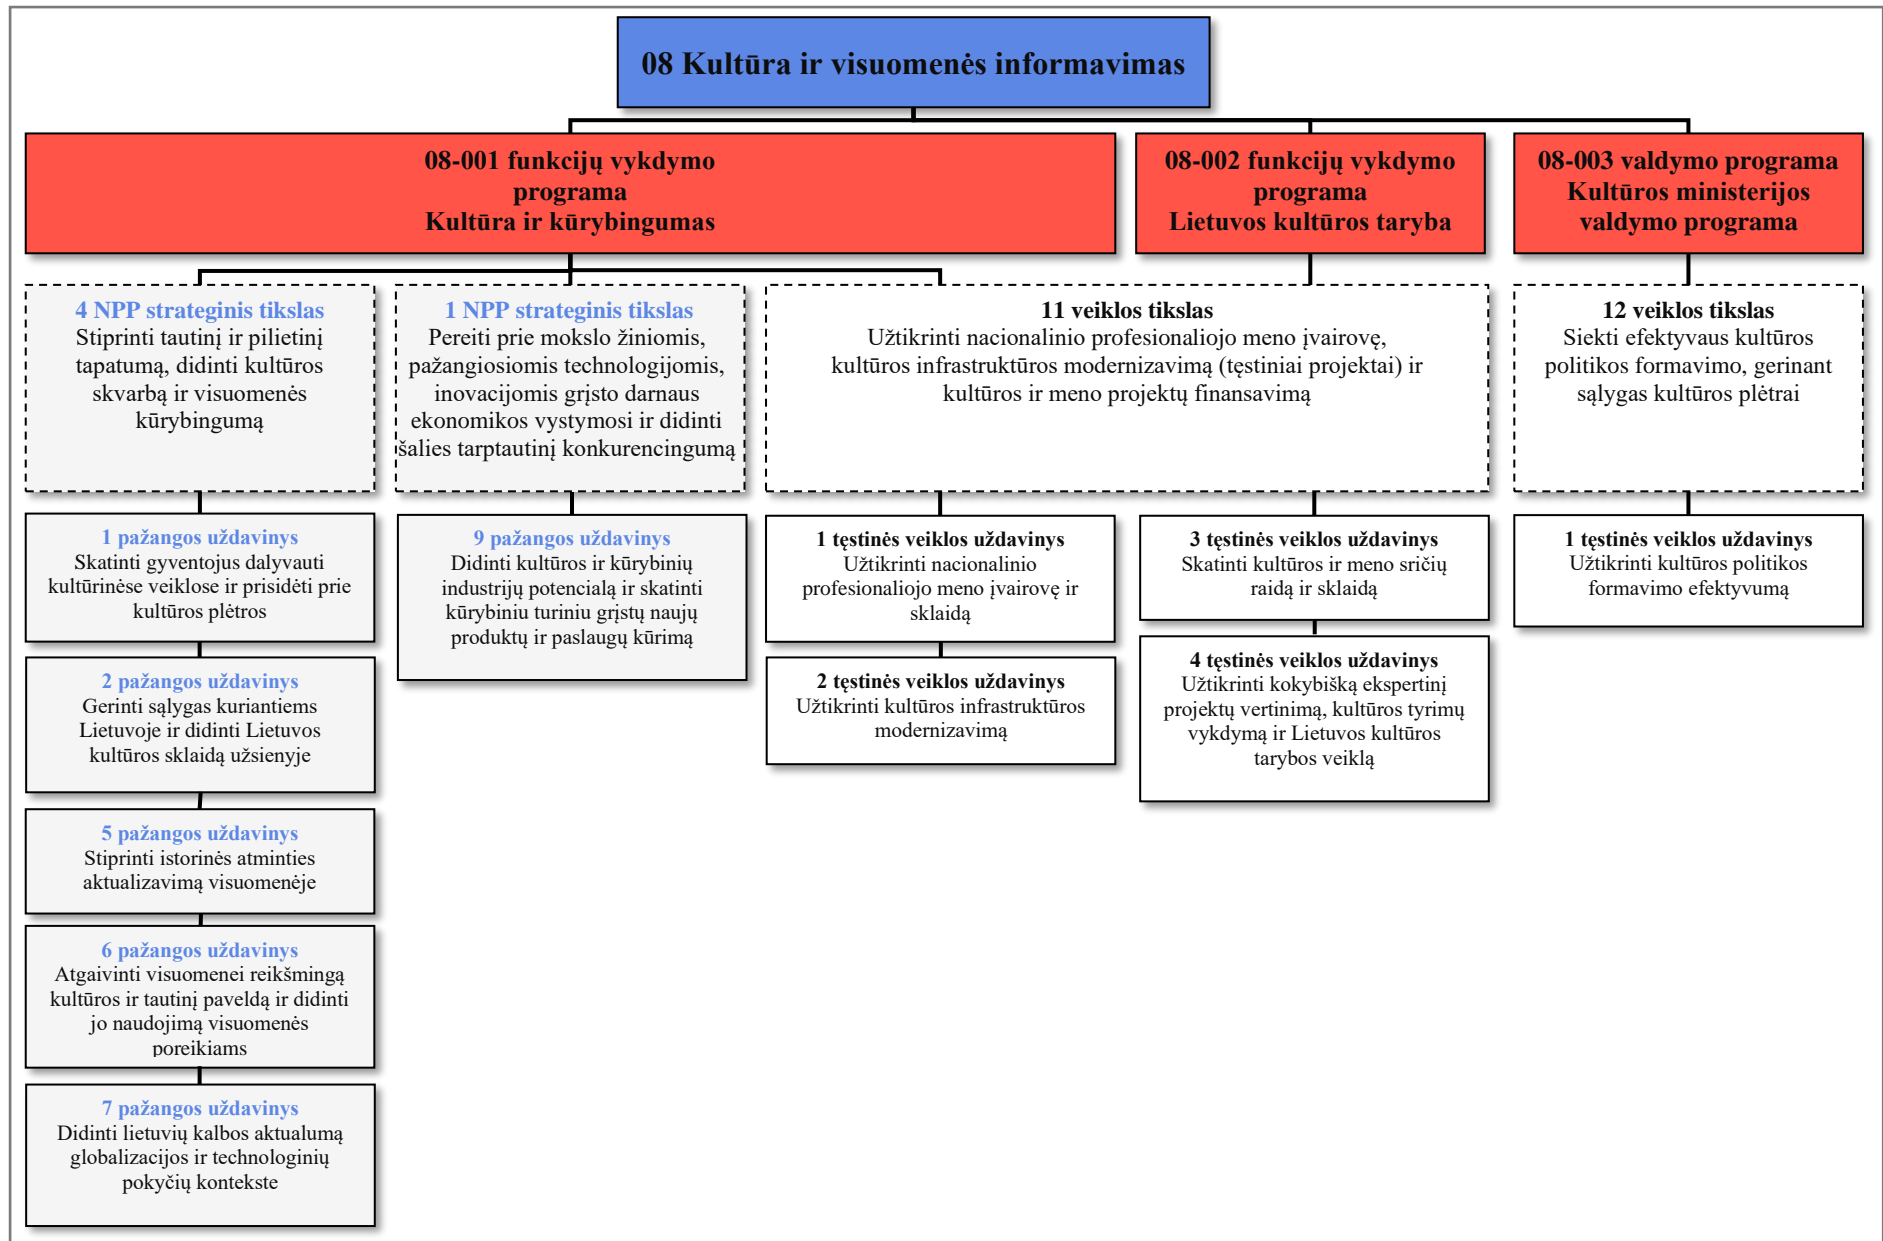 08 Kultūra ir visuomenės informavimas
08-001 funkcijų vykdymo
programa
Kultūra ir kūrybingumas
08-002 funkcijų vykdymo
programa
Lietuvos kultūros taryba
08-003 valdymo programa
Kultūros ministerijos
valdymo programa
4 NPP strateginis tikslas
Stiprinti tautinį ir pilietinį
tapatumą, didinti kultūros
skvarbą ir visuomenės
kūrybingumą
1 NPP strateginis tikslas
Pereiti prie mokslo žiniomis,
pažangiosiomis technologijomis,
inovacijomis grįsto darnaus
ekonomikos vystymosi ir didinti
šalies tarptautinį konkurencingumą
11 veiklos tikslas
Užtikrinti nacionalinio profesionaliojo meno įvairovę,
kultūros infrastruktūros modernizavimą (tęstiniai projektai) ir
kultūros ir meno projektų finansavimą
12 veiklos tikslas
Siekti efektyvaus kultūros
politikos formavimo, gerinant
sąlygas kultūros plėtrai
1 pažangos uždavinys
Skatinti gyventojus dalyvauti
kultūrinėse veiklose ir prisidėti prie
kultūros plėtros
2 pažangos uždavinys
Gerinti sąlygas kuriantiems
Lietuvoje ir didinti Lietuvos
kultūros sklaidą užsienyje
5 pažangos uždavinys
Stiprinti istorinės atminties
aktualizavimą visuomenėje
6 pažangos uždavinys
Atgaivinti visuomenei reikšmingą
kultūros ir tautinį paveldą ir didinti
jo naudojimą visuomenės
poreikiams
7 pažangos uždavinys
Didinti lietuvių kalbos aktualumą
globalizacijos ir technologinių
pokyčių kontekste
9 pažangos uždavinys
Didinti kultūros ir kūrybinių
industrijų potencialą ir skatinti
kūrybiniu turiniu grįstų naujų
produktų ir paslaugų kūrimą
1 tęstinės veiklos uždavinys
Užtikrinti nacionalinio
profesionaliojo meno įvairovę ir
sklaidą
2 tęstinės veiklos uždavinys
Užtikrinti kultūros infrastruktūros
modernizavimą
3 tęstinės veiklos uždavinys
Skatinti kultūros ir meno sričių
raidą ir sklaidą
4 tęstinės veiklos uždavinys
Užtikrinti kokybišką ekspertinį
projektų vertinimą, kultūros tyrimų
vykdymą ir Lietuvos kultūros
tarybos veiklą
1 tęstinės veiklos uždavinys
Užtikrinti kultūros politikos
formavimo efektyvumą